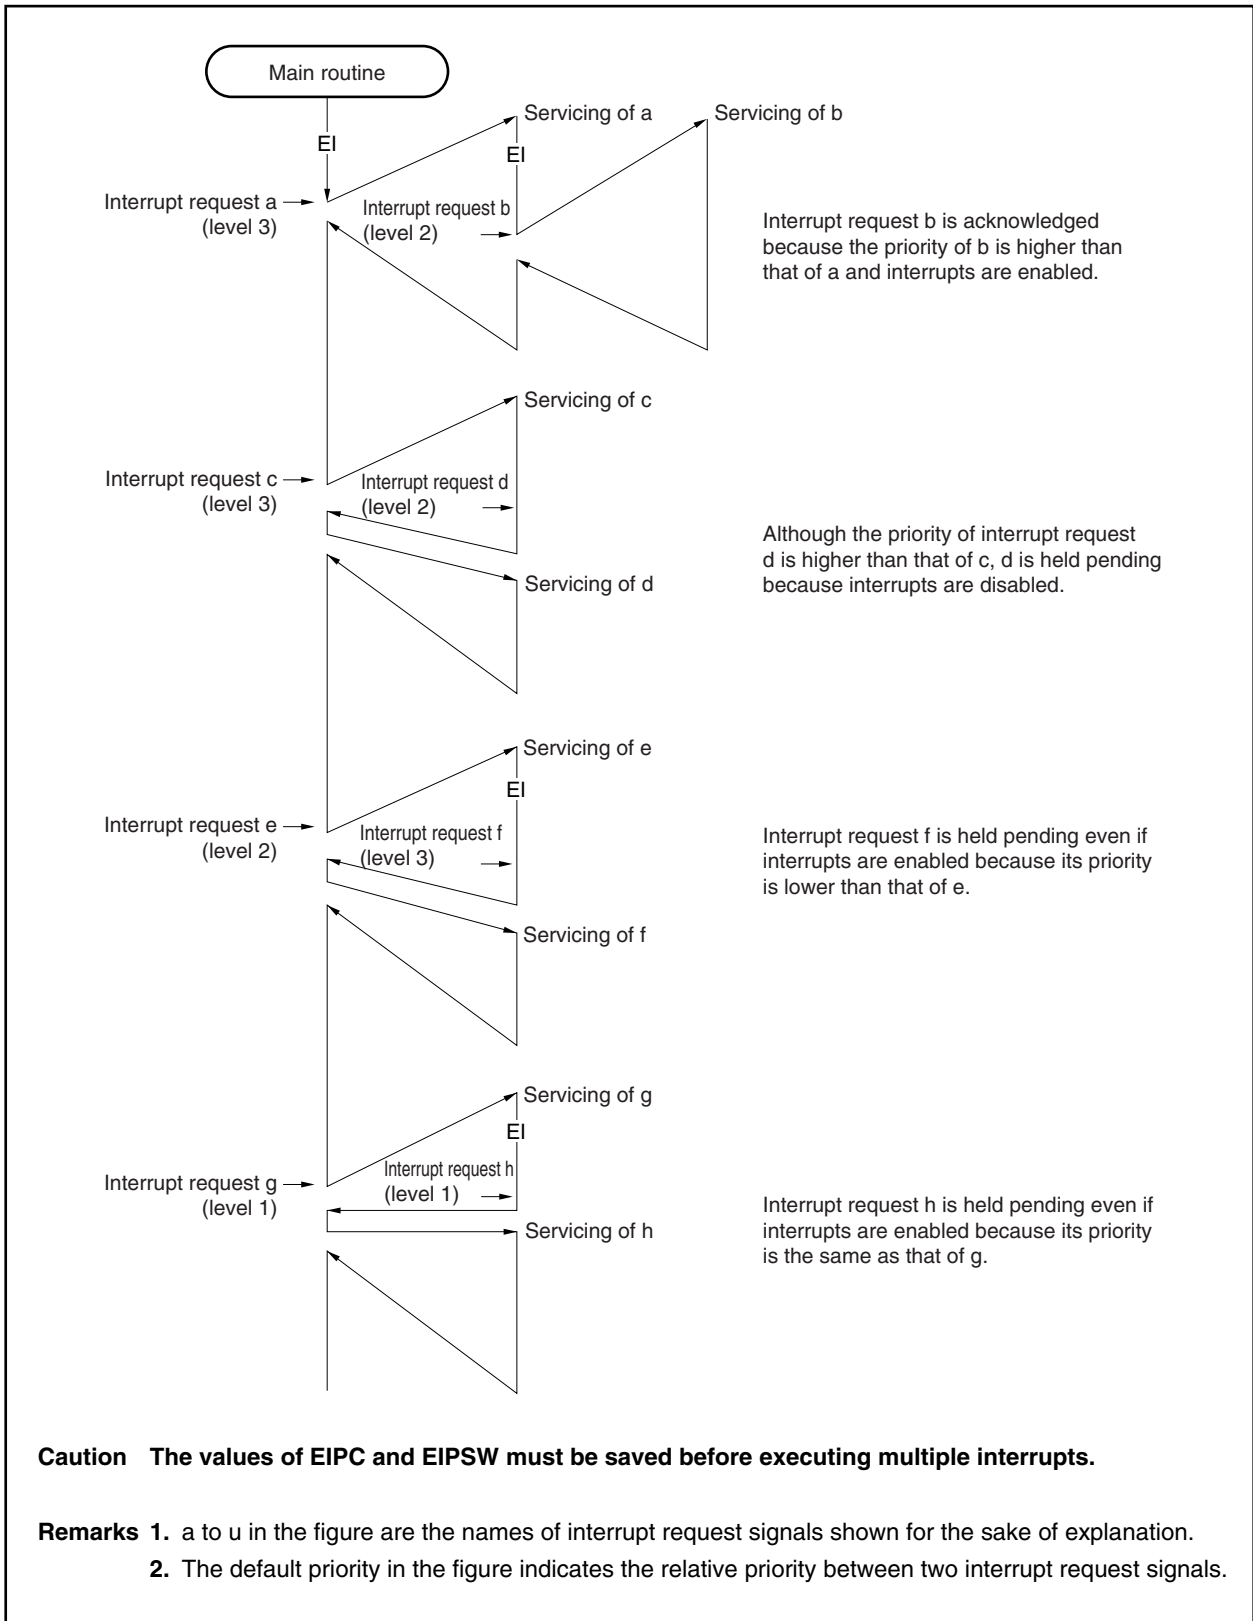 Main routine
EI
Servicing of a
EI
Servicing of b
Interrupt request a
(level 3)
Interrupt request b
(level 2)
Interrupt request b is acknowledged
because the priority of b is higher than
that of a and interrupts are enabled.
Servicing of c
Interrupt request c
(level 3)
Interrupt request d
(level 2)
Although the priority of interrupt request
d is higher than that of c, d is held pending
because interrupts are disabled.
Servicing of d
Servicing of e
EI
Interrupt request e
(level 2)
Interrupt request f
(level 3)
Interrupt request f is held pending even if
interrupts are enabled because its priority
is lower than that of e.
Servicing of f
Servicing of g
EI
Interrupt request g
(level 1)
Interrupt request h
(level 1)
Interrupt request h is held pending even if
interrupts are enabled because its priority
is the same as that of g.
Servicing of h
Caution The values of EIPC and EIPSW must be saved before executing multiple interrupts.
Remarks 1. a to u in the figure are the names of interrupt request signals shown for the sake of explanation.
2. The default priority in the figure indicates the relative priority between two interrupt request signals.